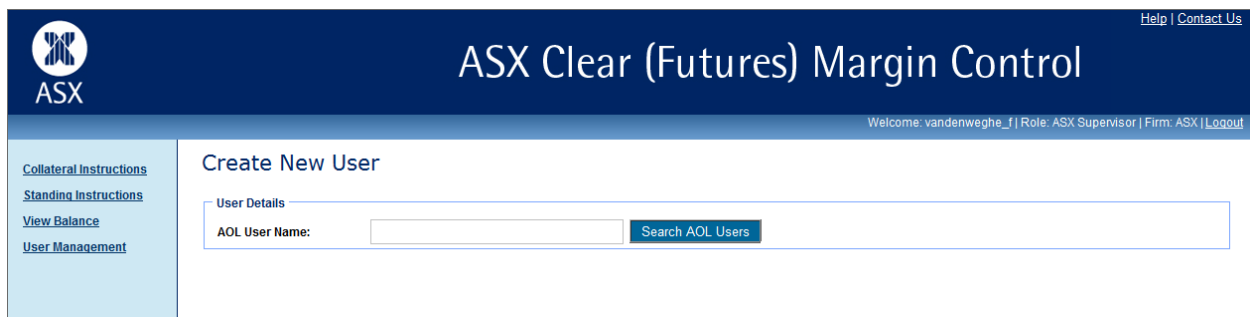 Help | Contact Us
ASX
ASX Clear (Futures) Margin Control
Welcome: vandenweghe_f | Role: ASX Supervisor | Firm: ASX | Logout
Collateral Instructions
Standing Instructions
View Balance
User Management
Create New User
User Details
AOL User Name:
Search AOL Users